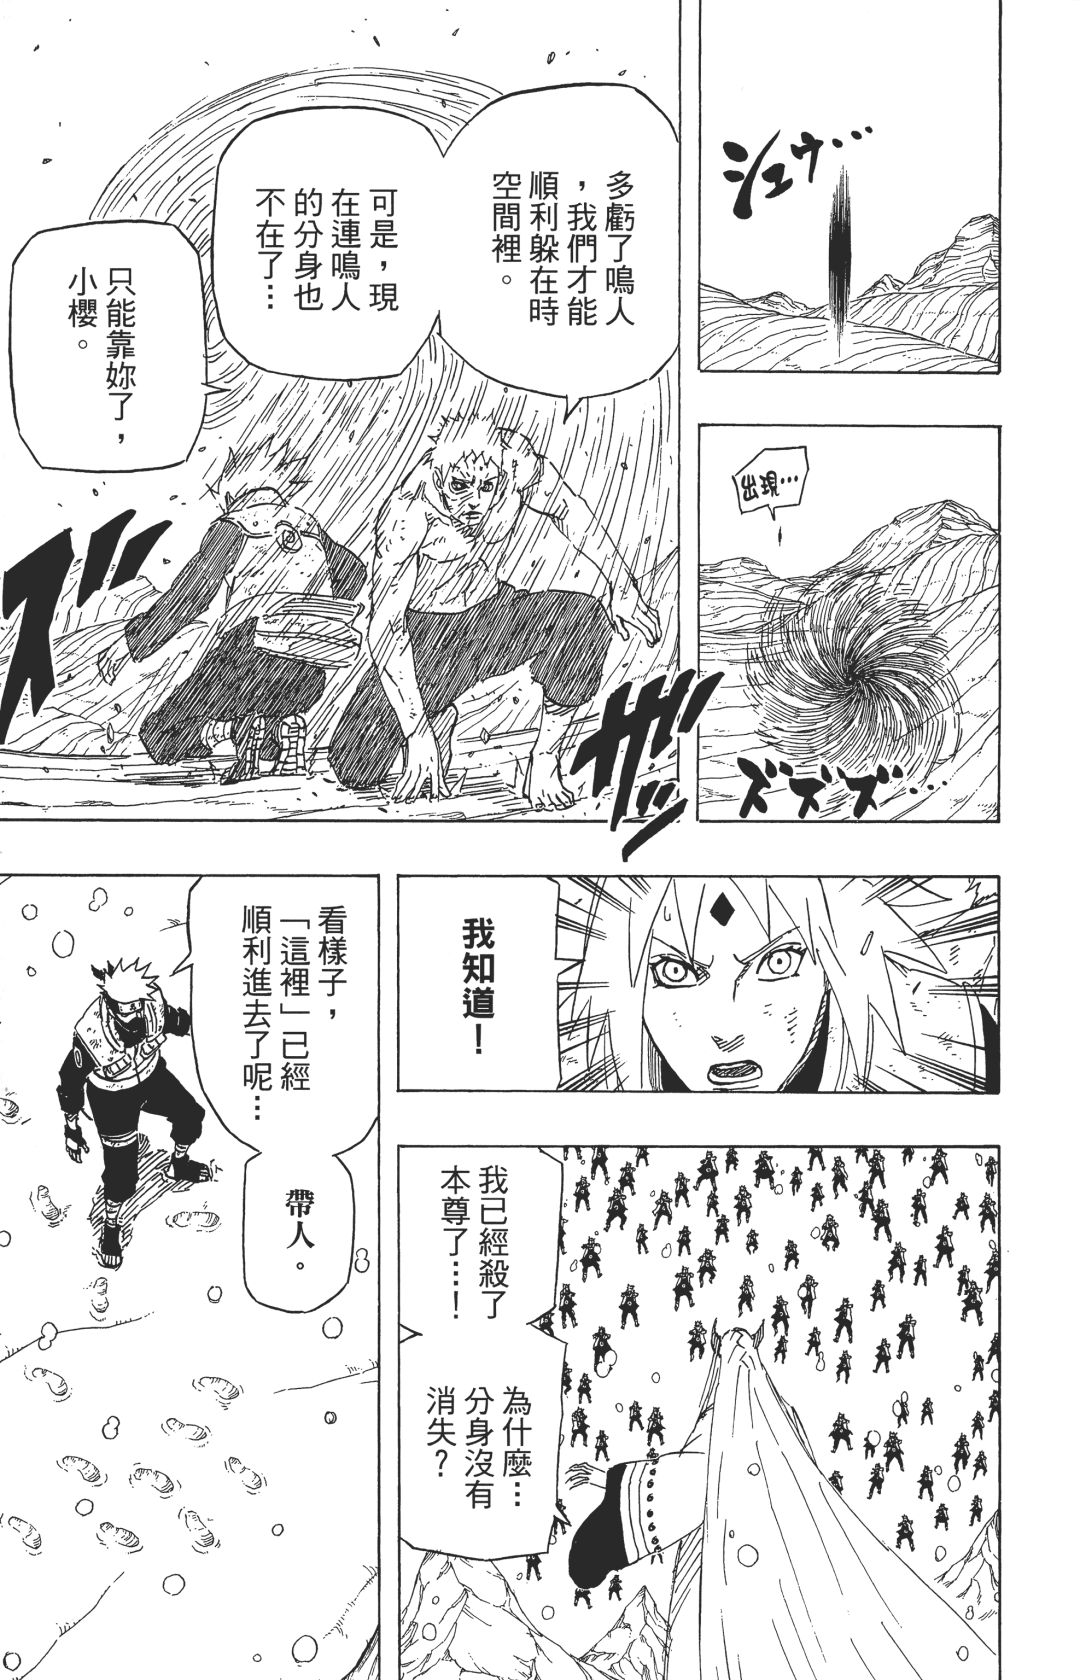 シュウ…
出現…
ズズズ…
多虧了鳴人
，我們才能
順利躲在時
空間裡。
可是，現
在連鳴人
的分身也
不在了…
只能靠妳了，
小櫻。
ザッ
ザ
我知道！
我已經殺了
本尊了…！
為什麼…
分身沒有
消失？
看樣子，
「這裡」已經
順利進去了呢…
帶人。